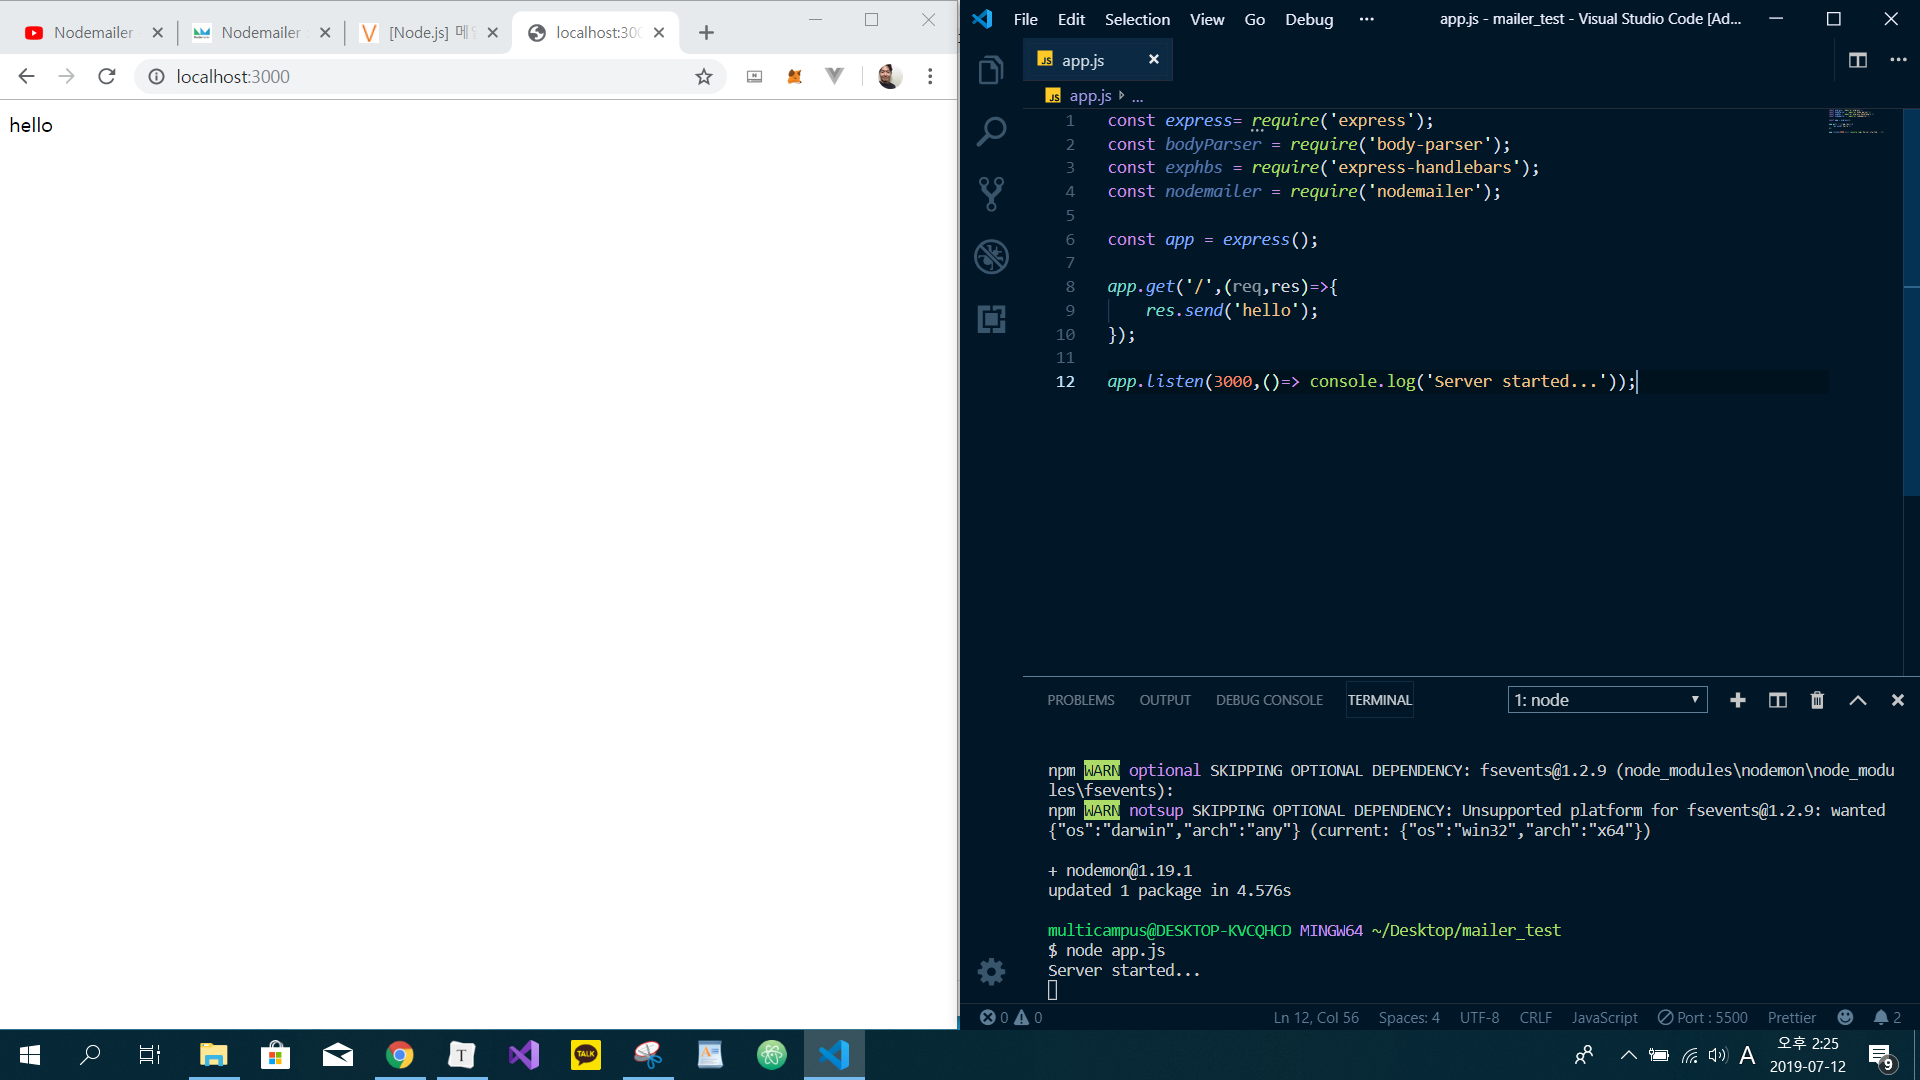 Nodemailer
Nodemailer
[Node.js] 메
localhost:300
localhost:3000
hello
File Edit Selection View Go Debug ··· app.js - mailer_test - Visual Studio Code [Ad...
JS app.js
JS app.js ...
1 const express= require('express');
2 const bodyParser = require('body-parser');
3 const exphbs = require('express-handlebars');
4 const nodemailer = require('nodemailer');
5
6 const app = express();
7
8 app.get('/',(req,res)=>{
9 res.send('hello');
10 });
11
12 app.listen(3000,()=> console.log('Server started...'));
PROBLEMS OUTPUT DEBUG CONSOLE TERMINAL 1: node
npm WARN optional SKIPPING OPTIONAL DEPENDENCY: fsevents@1.2.9 (node_modules\nodemon\node_modu
les\fsevents):
npm WARN notsup SKIPPING OPTIONAL DEPENDENCY: Unsupported platform for fsevents@1.2.9: wanted
{"os":"darwin","arch":"any"} (current: {"os":"win32","arch":"x64"})
+ nodemon@1.19.1
updated 1 package in 4.576s
multicampus@DESKTOP-KVCQHCD MINGW64 ~/Desktop/mailer_test
$ node app.js
Server started...
0 0 Ln 12, Col 56 Spaces: 4 UTF-8 CRLF JavaScript Port : 5500 Prettier 2
T
TALK
A
오후 2:25
2019-07-12
9